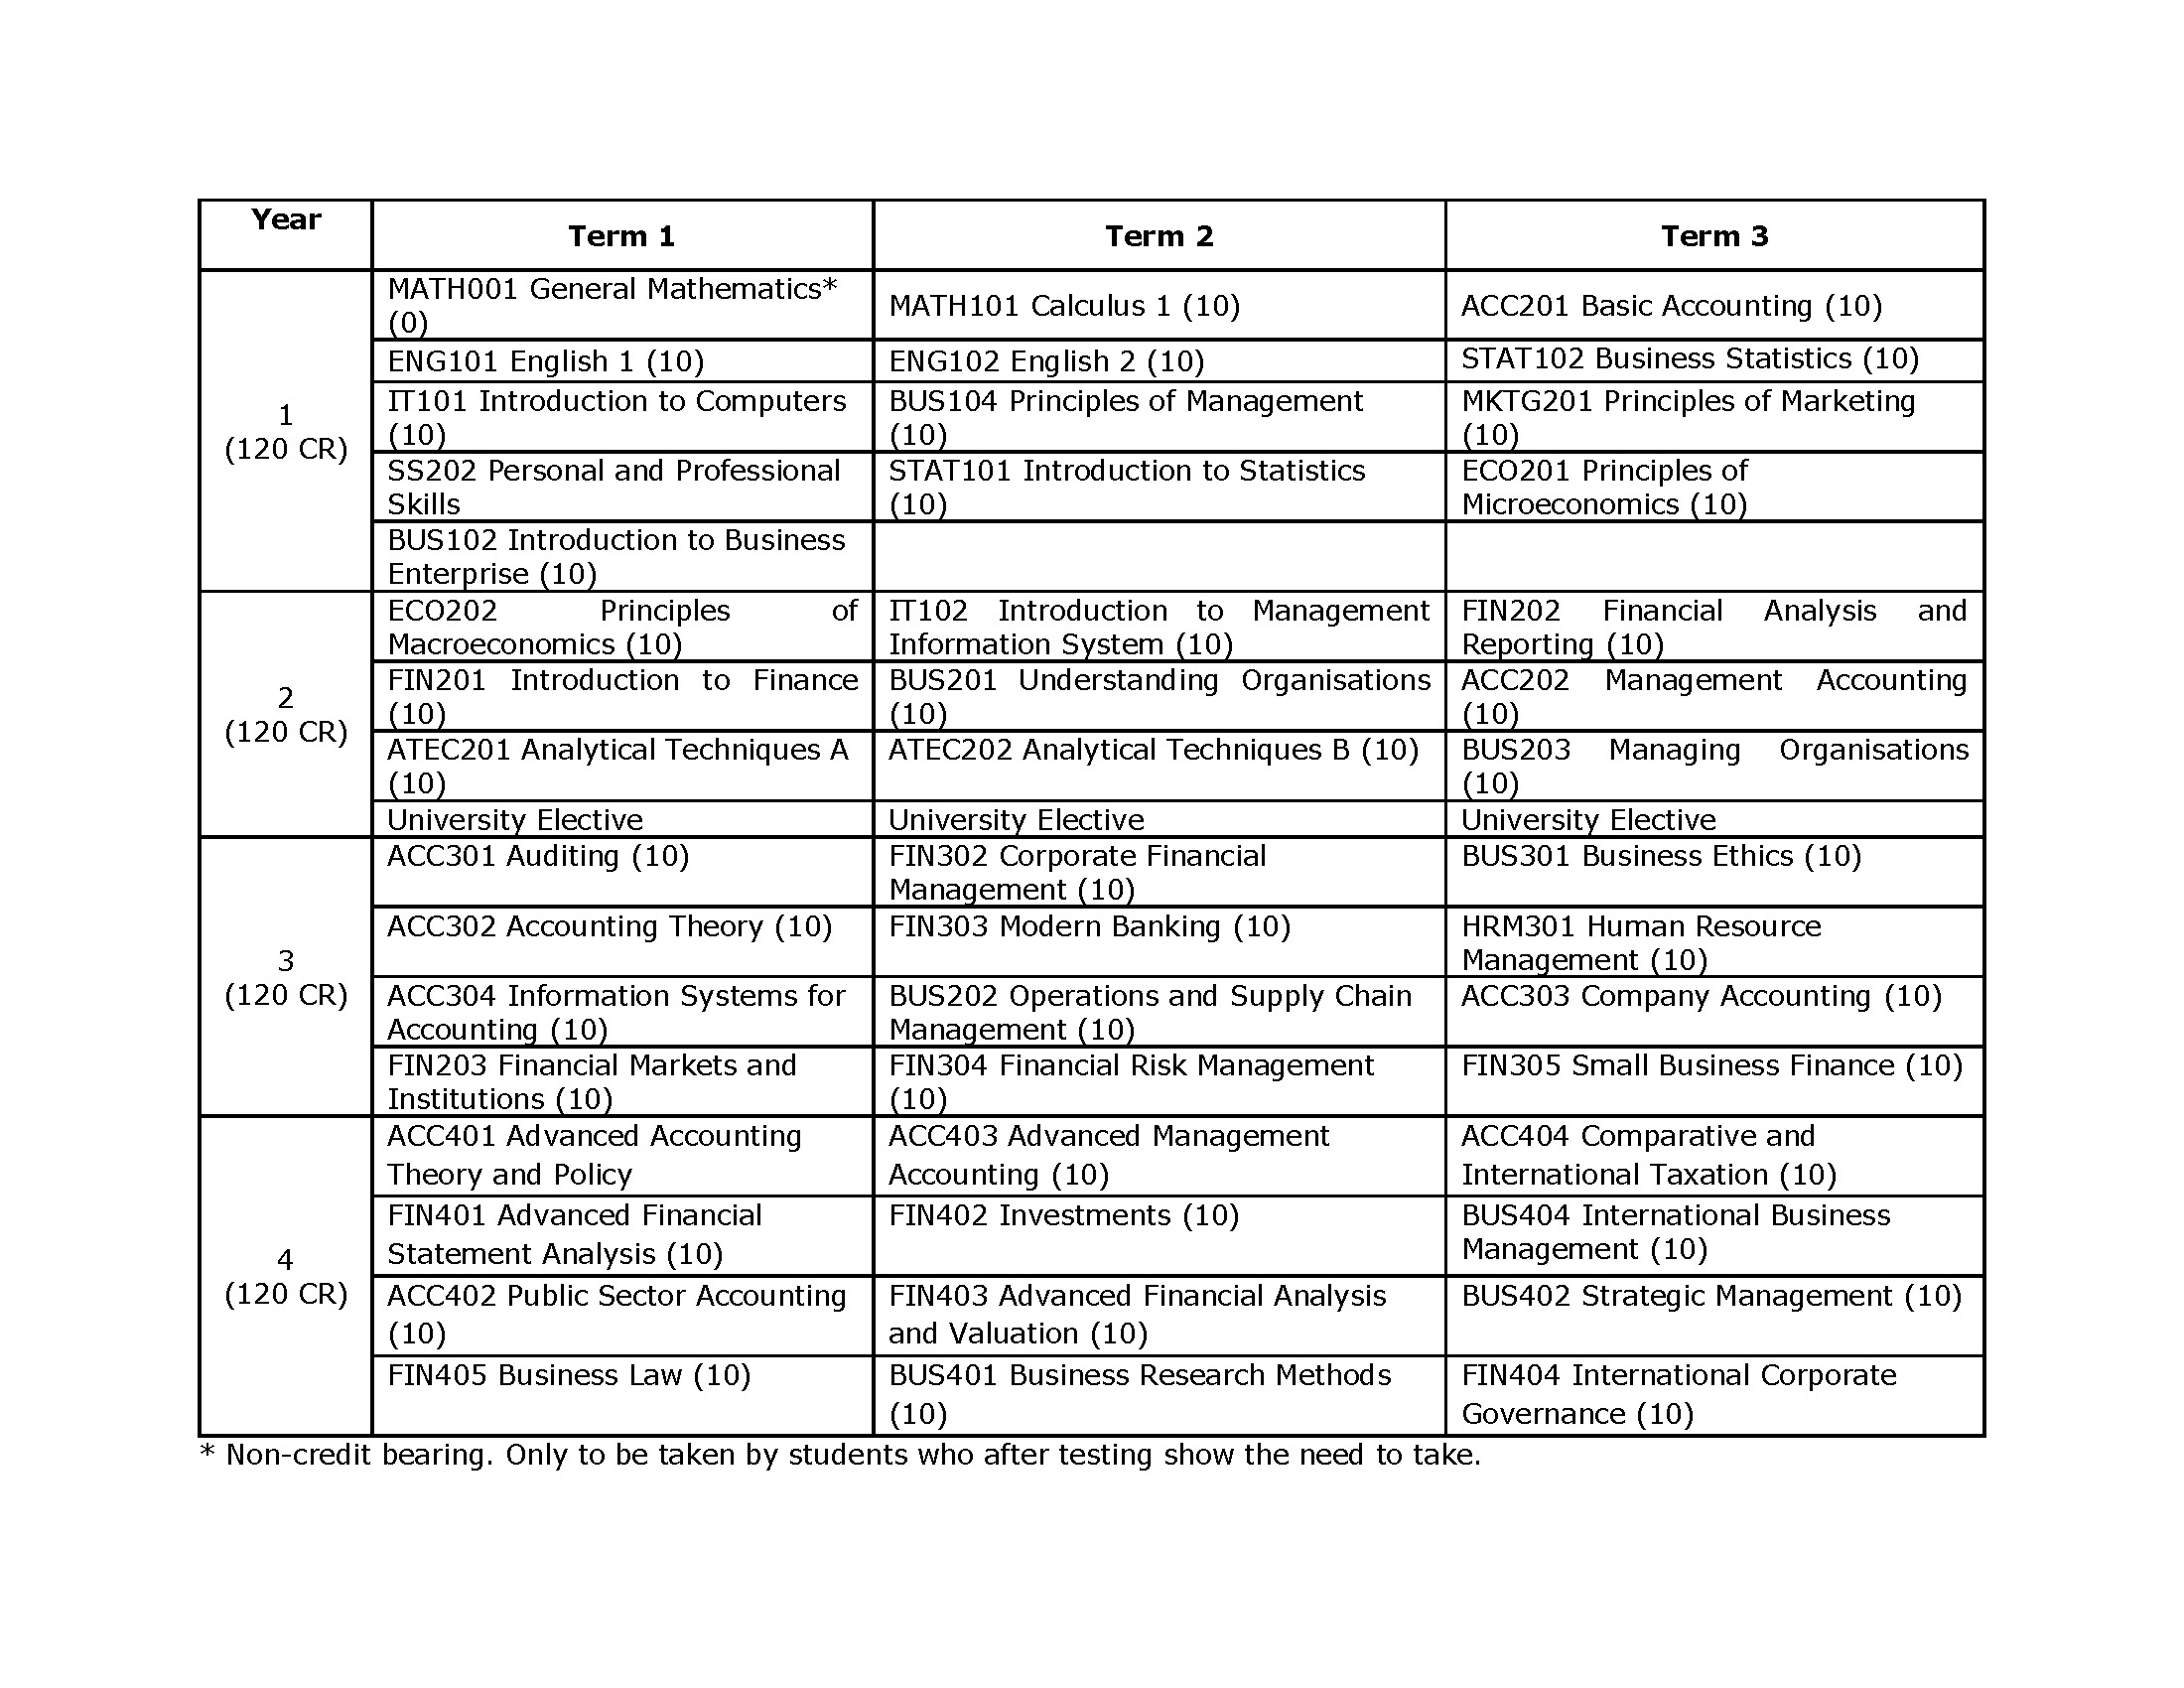 Year
Term 1
Term 2
Term 3
1
(120 CR)
MATH001 General Mathematics*
(0)
MATH101 Calculus 1 (10)
ACC201 Basic Accounting (10)
ENG101 English 1 (10)
ENG102 English 2 (10)
STAT102 Business Statistics (10)
IT101 Introduction to Computers
(10)
BUS104 Principles of Management
(10)
MKTG201 Principles of Marketing
(10)
SS202 Personal and Professional
Skills
STAT101 Introduction to Statistics
(10)
ECO201 Principles of
Microeconomics (10)
BUS102 Introduction to Business
Enterprise (10)
2
(120 CR)
ECO202 Principles of
Macroeconomics (10)
IT102 Introduction to Management
Information System (10)
FIN202 Financial Analysis and
Reporting (10)
FIN201 Introduction to Finance
(10)
BUS201 Understanding Organisations
(10)
ACC202 Management Accounting
(10)
ATEC201 Analytical Techniques A
(10)
ATEC202 Analytical Techniques B (10)
BUS203 Managing Organisations
(10)
University Elective
University Elective
University Elective
3
(120 CR)
ACC301 Auditing (10)
FIN302 Corporate Financial
Management (10)
BUS301 Business Ethics (10)
ACC302 Accounting Theory (10)
FIN303 Modern Banking (10)
HRM301 Human Resource
Management (10)
ACC304 Information Systems for
Accounting (10)
BUS202 Operations and Supply Chain
Management (10)
ACC303 Company Accounting (10)
FIN203 Financial Markets and
Institutions (10)
FIN304 Financial Risk Management
(10)
FIN305 Small Business Finance (10)
4
(120 CR)
ACC401 Advanced Accounting
Theory and Policy
ACC403 Advanced Management
Accounting (10)
ACC404 Comparative and
International Taxation (10)
FIN401 Advanced Financial
Statement Analysis (10)
FIN402 Investments (10)
BUS404 International Business
Management (10)
ACC402 Public Sector Accounting
(10)
FIN403 Advanced Financial Analysis
and Valuation (10)
BUS402 Strategic Management (10)
FIN405 Business Law (10)
BUS401 Business Research Methods
(10)
FIN404 International Corporate
Governance (10)
* Non-credit bearing. Only to be taken by students who after testing show the need to take.